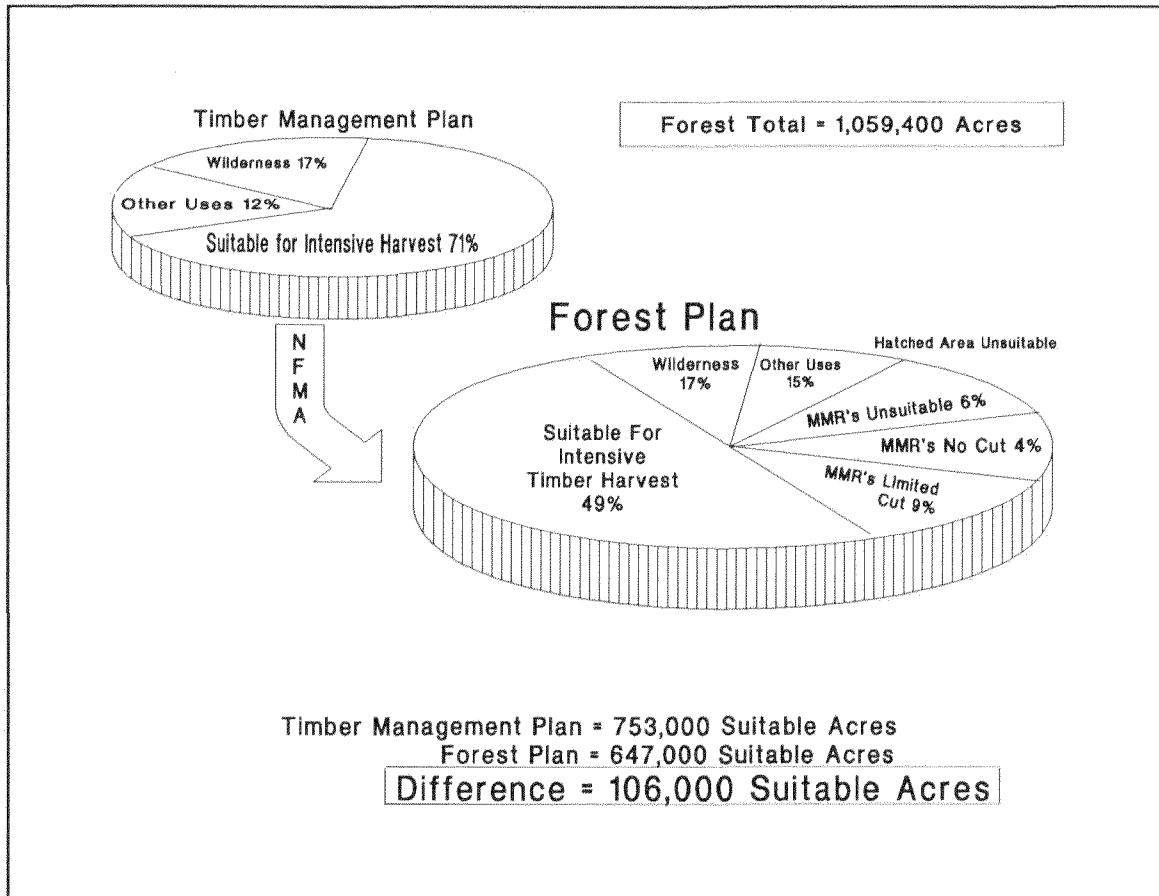 Timber Management Plan
Forest Total = 1,059,400 Acres
Wilderness 17%
Other Uses 12%
Suitable for Intensive Harvest 71%
N
F
M
A
Forest Plan
Hatched Area Unsuitable
Wilderness
17%
Other Uses
15%
MMR's Unsuitable 6%
MMR's No Cut 4%
MMR's Limited
Cut 9%
Suitable For
Intensive
Timber Harvest
49%
Timber Management Plan = 753,000 Suitable Acres
Forest Plan = 647,000 Suitable Acres
Difference = 106,000 Suitable Acres